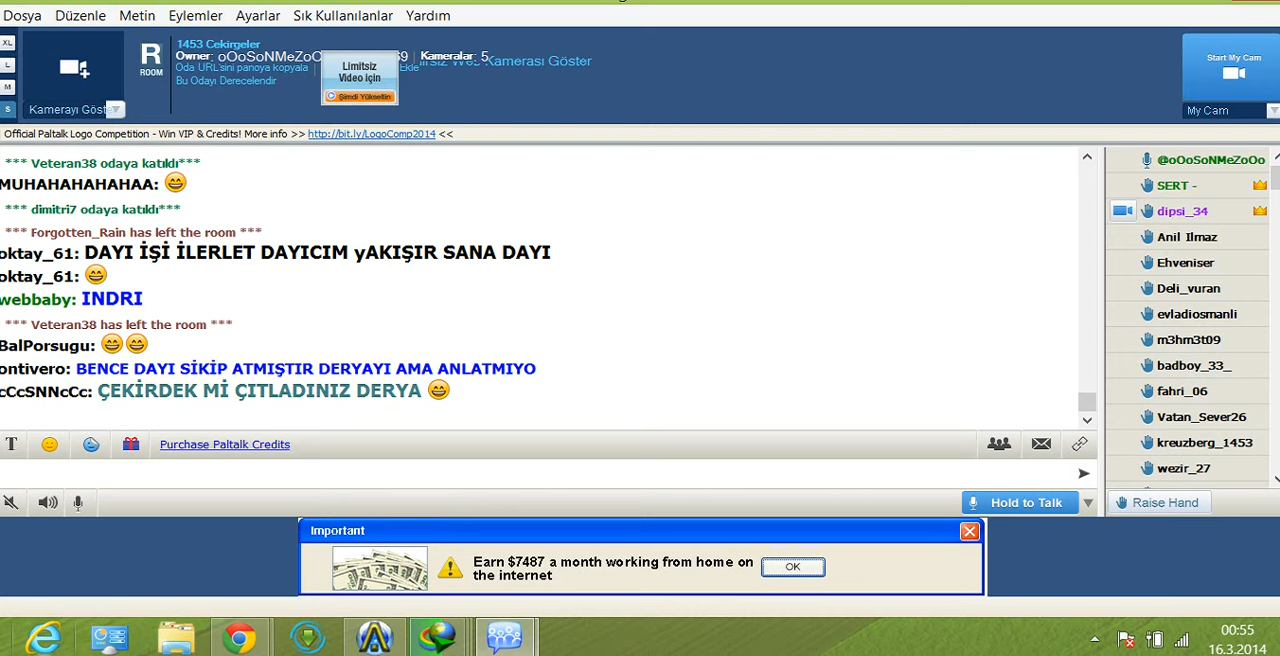 Dosya Düzenle Metin Eylemler Ayarlar Sık Kullanılanlar Yardım
XL
L
M
S
Kamerayı Göst
R
ROOM
1453 Cekirgeler
Owner: oOoSoNMeZoO 69 Kameralar: 5
Oda URL'sini panoya kopyala Ekle
Bu Odayı Derecelendir
Limitsiz
Video için
Şimdi Yükseltin
Kamerası Göster
Start My Cam
My Cam
Official Paltalk Logo Competition - Win VIP & Credits! More info >> http://bit.ly/LogoComp2014 <<
*** Veteran38 odaya katıldı***
MUHAHAHAHAHAA: 😄
*** dimitri7 odaya katıldı***
*** Forgotten_Rain has left the room ***
oktay_61: DAYI İŞİ İLERLET DAYICIM yAKIŞIR SANA DAYI
oktay_61: 😄
webbaby: INDRI
*** Veteran38 has left the room ***
BalPorsugu: 😄😄
ontivero: BENCE DAYI SİKİP ATMIŞTIR DERYAYI AMA ANLATMIYO
cCcSNNcCc: ÇEKİRDEK Mİ ÇITLADINIZ DERYA 😄
@oOoSoNMeZoOo
SERT -
dipsi_34
Anil Ilmaz
Ehveniser
Deli_vuran
evladiosmanli
m3hm3t09
badboy_33_
fahri_06
Vatan_Sever26
kreuzberg_1453
wezir_27
T Purchase Paltalk Credits
Hold to Talk
Raise Hand
Important
Earn $7487 a month working from home on
the internet
OK
00:55
16.3.2014